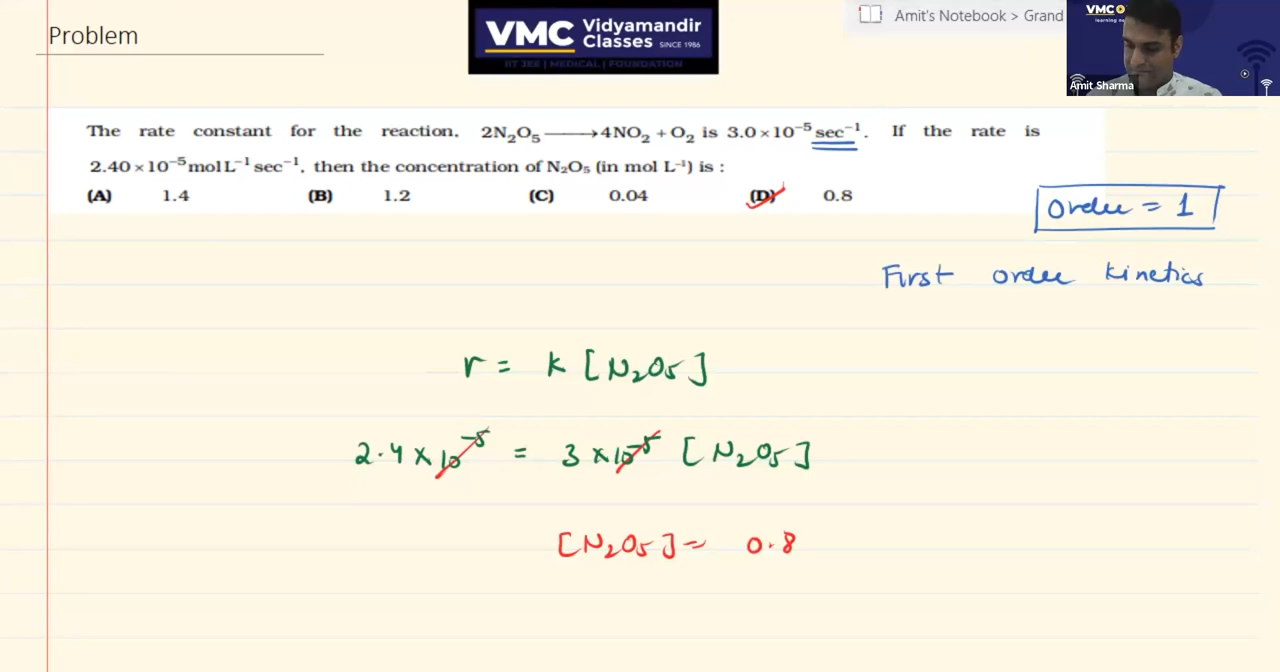 Problem
VMC Vidyamandir Classes SINCE 1986
IIT JEE | MEDICAL | FOUNDATION
Amit's Notebook > Grand
VMC
Amit Sharma
The rate constant for the reaction, 2N₂O₅ ⟶ 4NO₂ + O₂ is 3.0 × 10⁻⁵ sec⁻¹. If the rate is
2.40 × 10⁻⁵ mol L⁻¹ sec⁻¹, then the concentration of N₂O₅ (in mol L⁻¹) is :
(A) 1.4 (B) 1.2 (C) 0.04 (D) 0.8
Order = 1
First order kinetics
r = k [N₂O₅]
2.4 × 10⁻⁵ = 3 × 10⁻⁵ [N₂O₅]
[N₂O₅] = 0.8